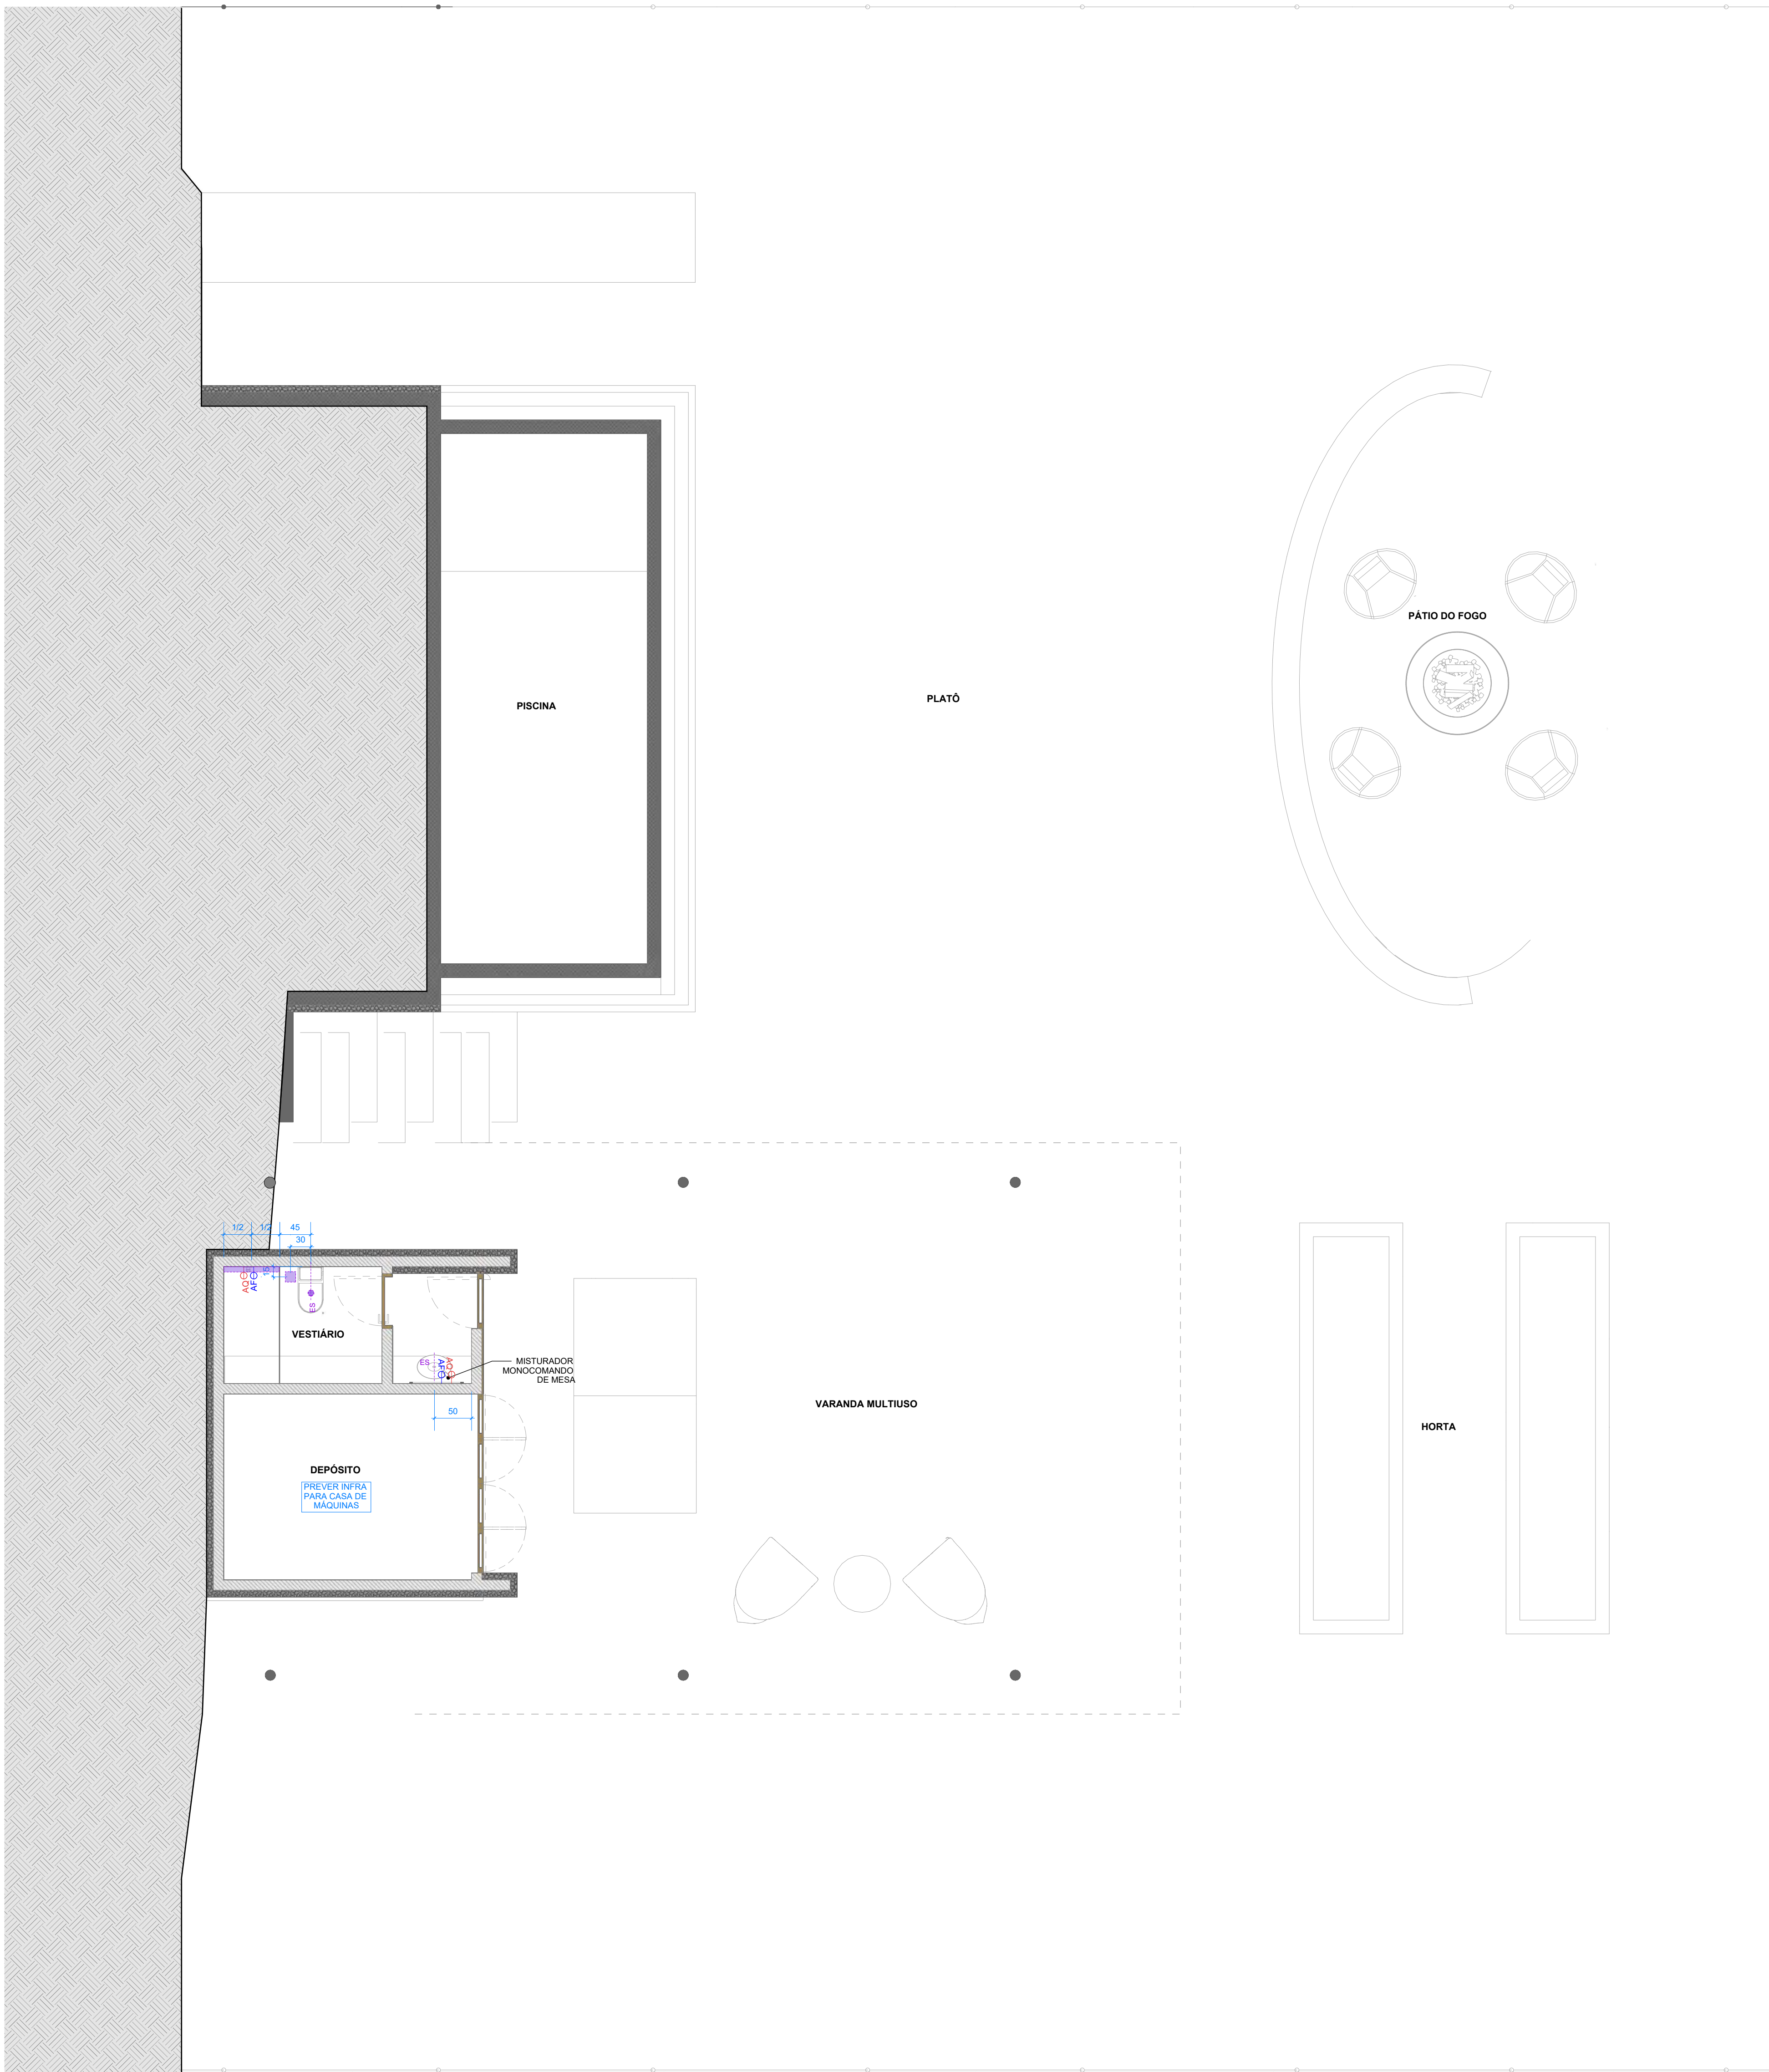 PÁTIO DO FOGO
PLATÔ
PISCINA
1/2
1/2
45
30
15
AQ
AF
ES
VESTIÁRIO
ES
AF
AQ
MISTURADOR
MONOCOMANDO
DE MESA
50
VARANDA MULTIUSO
HORTA
DEPÓSITO
PREVER INFRA
PARA CASA DE
MÁQUINAS